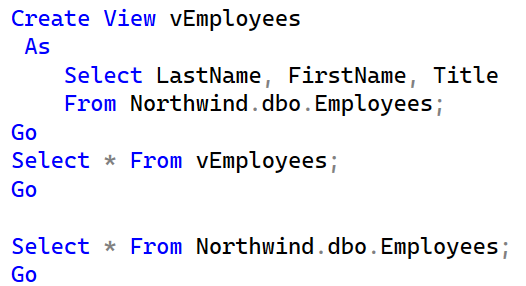 Create View vEmployees
 As
    Select LastName, FirstName, Title
    From Northwind.dbo.Employees;
Go
Select * From vEmployees;
Go

Select * From Northwind.dbo.Employees;
Go